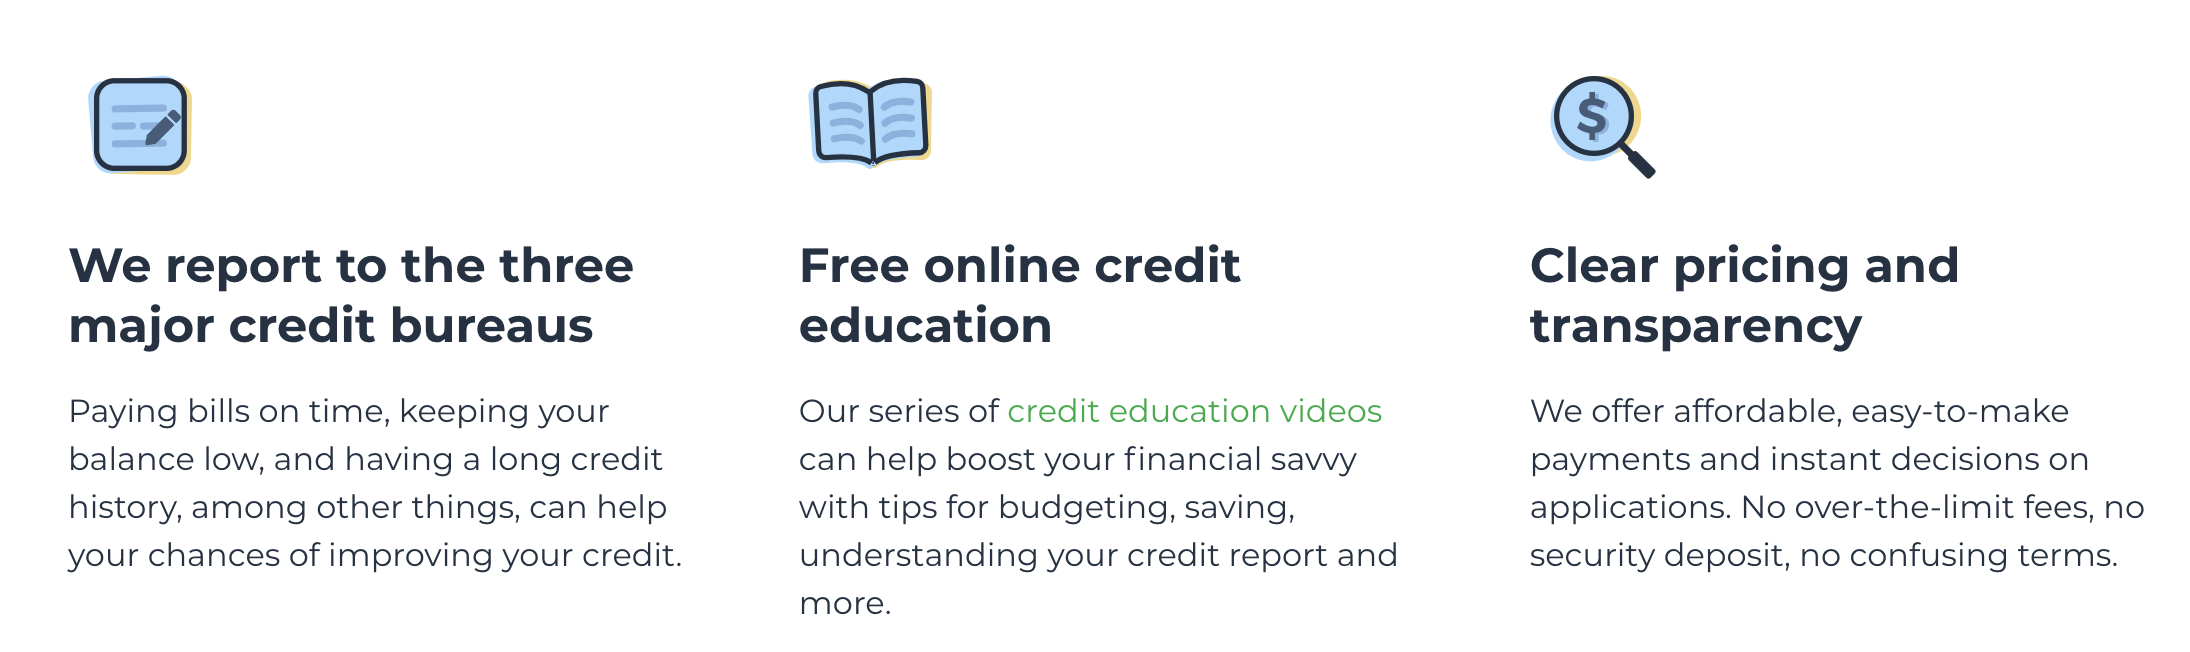 We report to the three
major credit bureaus
Paying bills on time, keeping your
balance low, and having a long credit
history, among other things, can help
your chances of improving your credit.
Free online credit
education
Our series of credit education videos
can help boost your financial savvy
with tips for budgeting, saving,
understanding your credit report and
more.
Clear pricing and
transparency
We offer affordable, easy-to-make
payments and instant decisions on
applications. No over-the-limit fees, no
security deposit, no confusing terms.